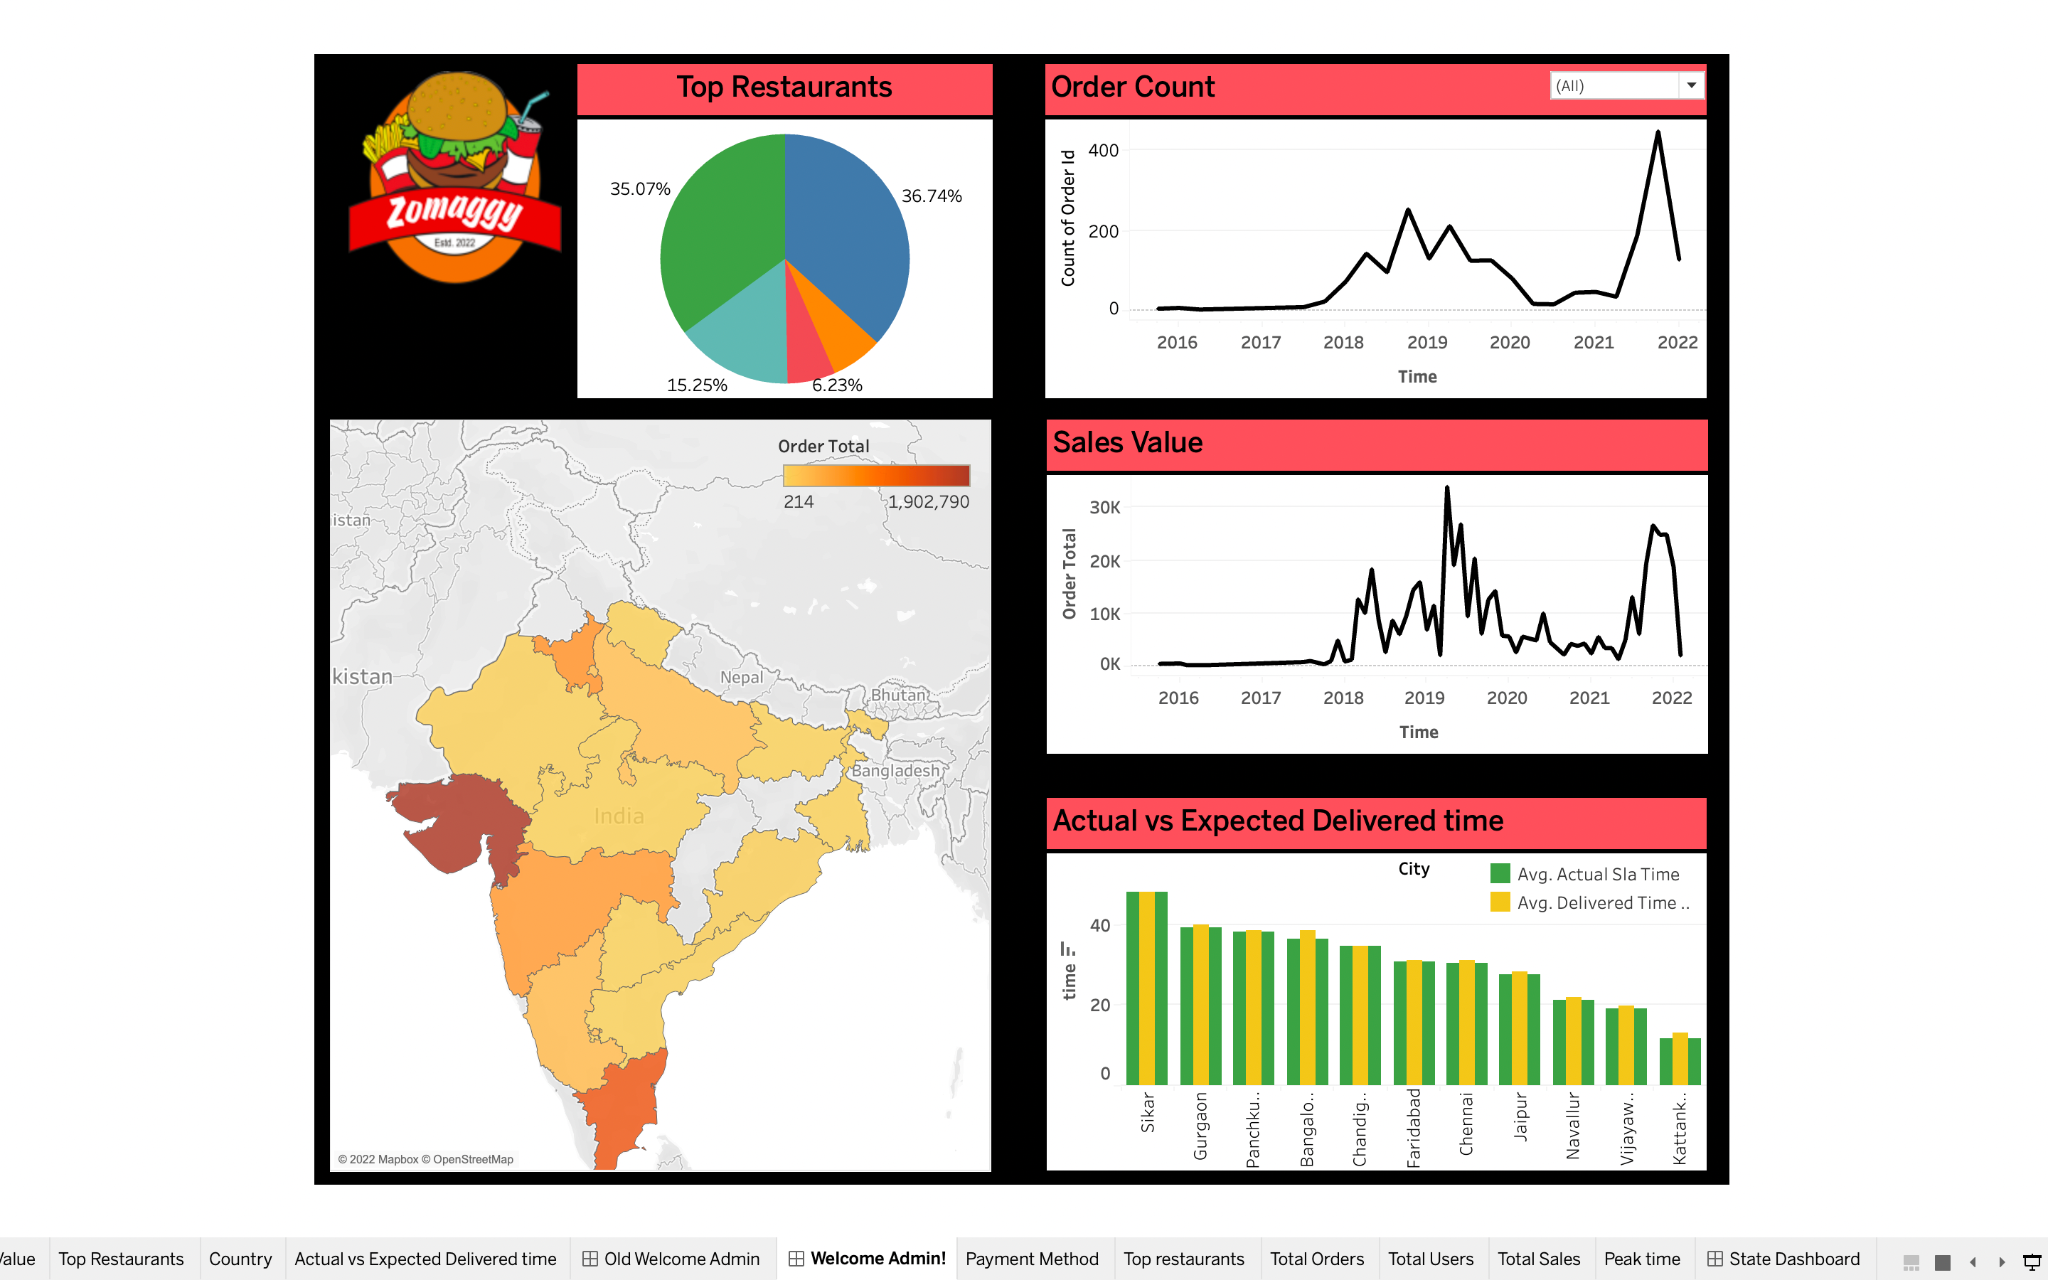 Zomaggy
Estd. 2022
Top Restaurants
35.07%
36.74%
15.25%
6.23%
Order Count
(All)
Count of Order Id
400
200
0
2016 2017 2018 2019 2020 2021 2022
Time
Order Total
214 1,902,790
istan
kistan
Nepal
Bhutan
Bangladesh
India
© 2022 Mapbox © OpenStreetMap
Sales Value
Order Total
30K
20K
10K
0K
2016 2017 2018 2019 2020 2021 2022
Time
Actual vs Expected Delivered time
City
Avg. Actual Sla Time
Avg. Delivered Time ..
time
40
20
0
Sikar
Gurgaon
Panchku..
Bangalo..
Chandig..
Faridabad
Chennai
Jaipur
Navallur
Vijayaw..
Kattank..
Value Top Restaurants Country Actual vs Expected Delivered time Old Welcome Admin Welcome Admin! Payment Method Top restaurants Total Orders Total Users Total Sales Peak time State Dashboard